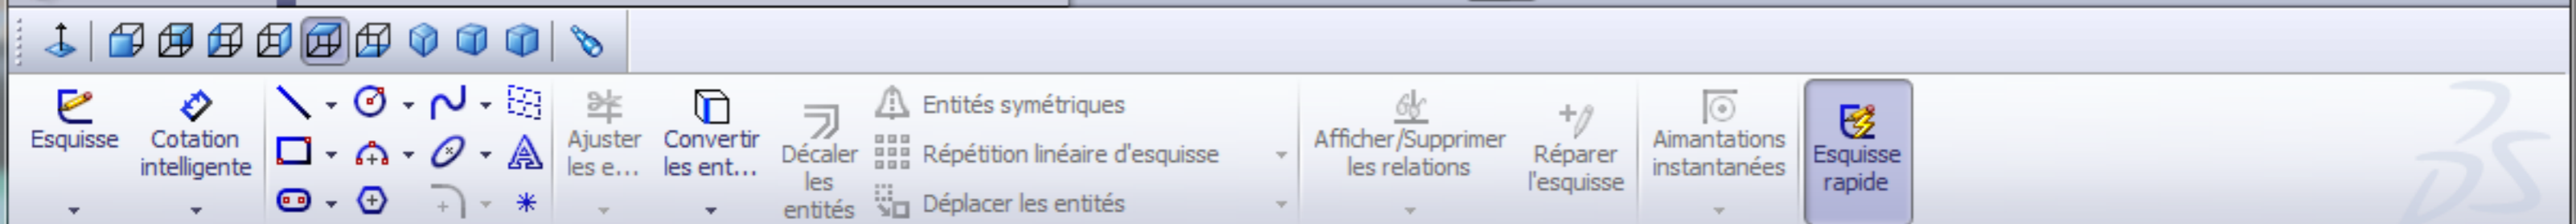 Esquisse
Cotation
intelligente
Ajuster
les e...
Convertir
les ent...
Décaler
les
entités
Entités symétriques
Répétition linéaire d'esquisse
Déplacer les entités
Afficher/Supprimer
les relations
Réparer
l'esquisse
Aimantations
instantanées
Esquisse
rapide